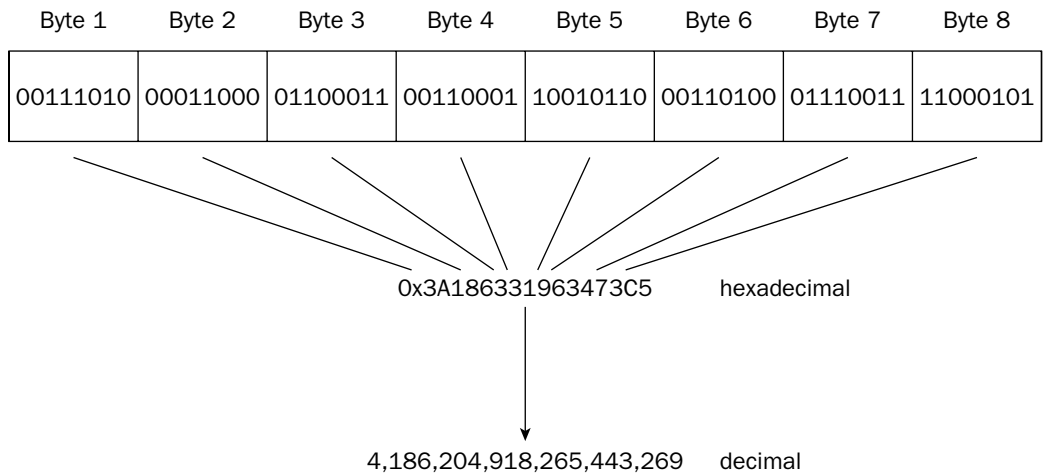 Byte 1 Byte 2 Byte 3 Byte 4 Byte 5 Byte 6 Byte 7 Byte 8
00111010 00011000 01100011 00110001 10010110 00110100 01110011 11000101
0x3A186331963473C5 hexadecimal
4,186,204,918,265,443,269 decimal